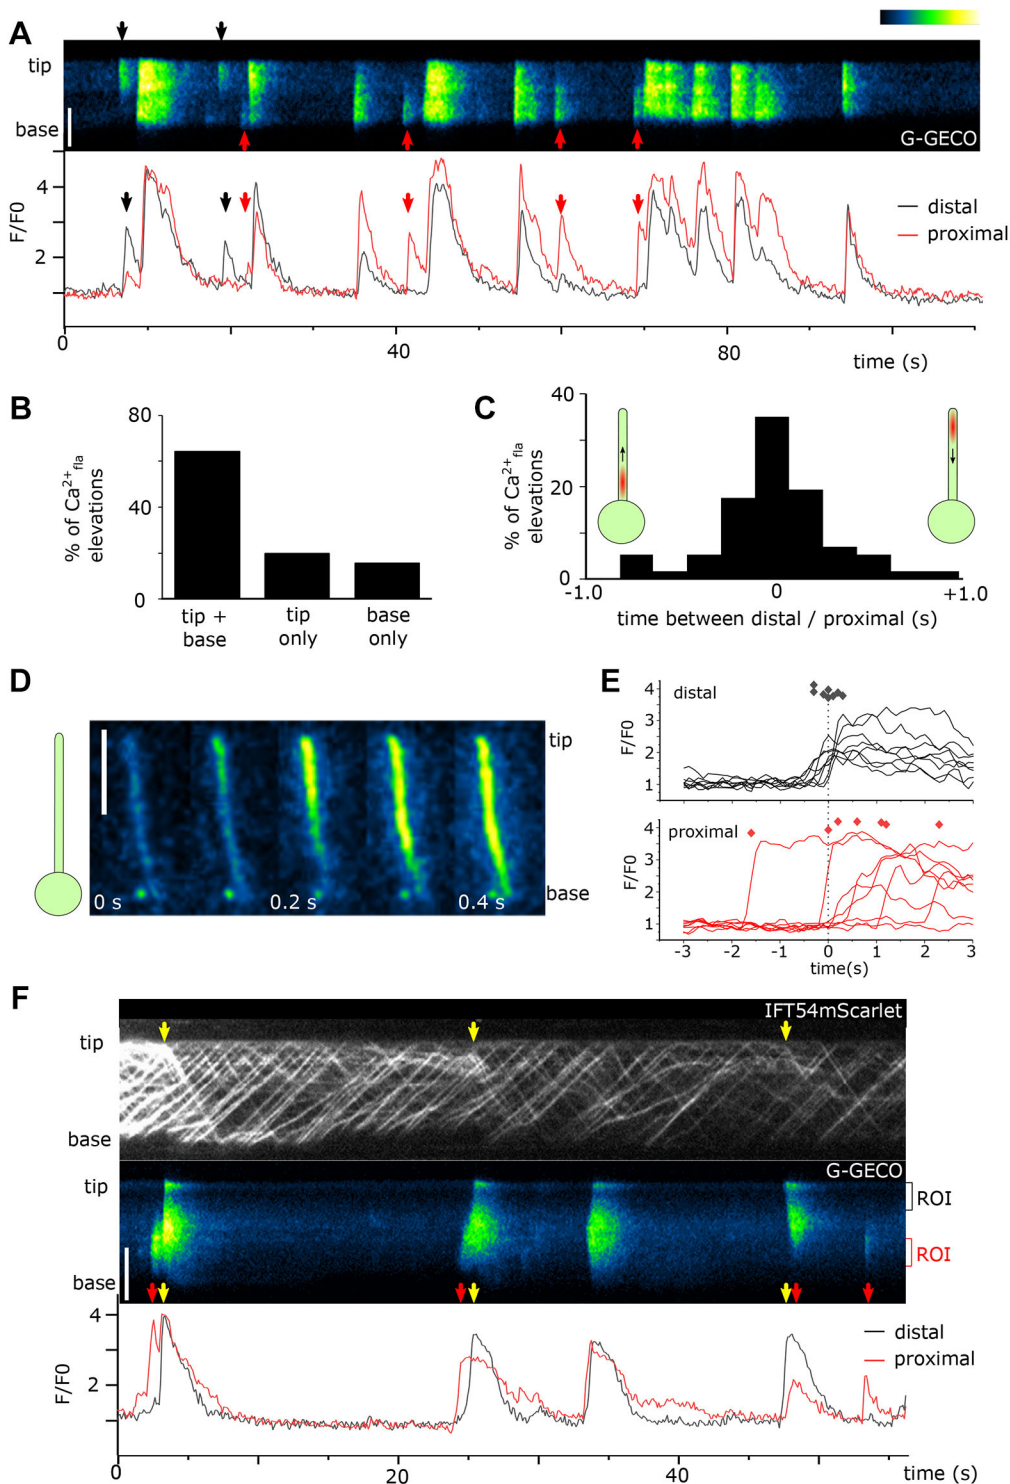 A
tip
base
G-GECO
4
2
F/F0
distal
proximal
0
40
80
time (s)
B
80
40
0
% of Ca2+fla
elevations
tip +
base
tip
only
base
only
C
40
20
0
% of Ca2+fla
elevations
-1.0
0
+1.0
time between distal / proximal (s)
D
tip
base
0 s
0.2 s
0.4 s
E
distal
4
3
2
1
F/F0
proximal
4
3
2
1
F/F0
-3
-2
-1
0
1
2
3
time(s)
F
IFT54mScarlet
tip
base
G-GECO
tip
base
ROI
ROI
4
2
F/F0
distal
proximal
0
20
40
time (s)